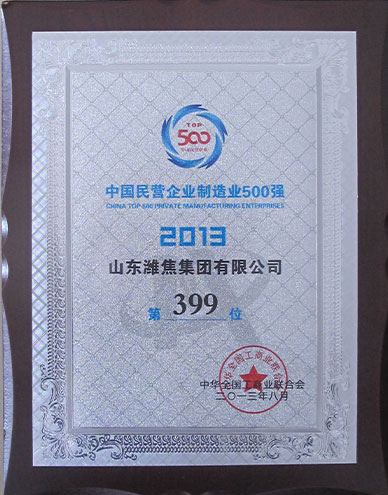 TOP
500
中国民营企业制造业500强
CHINA TOP 500 PRIVATE MANUFACTURING ENTERPRISES
2013
山东潍焦集团有限公司
第 399 位
中华全国工商业联合会
二〇一三年八月